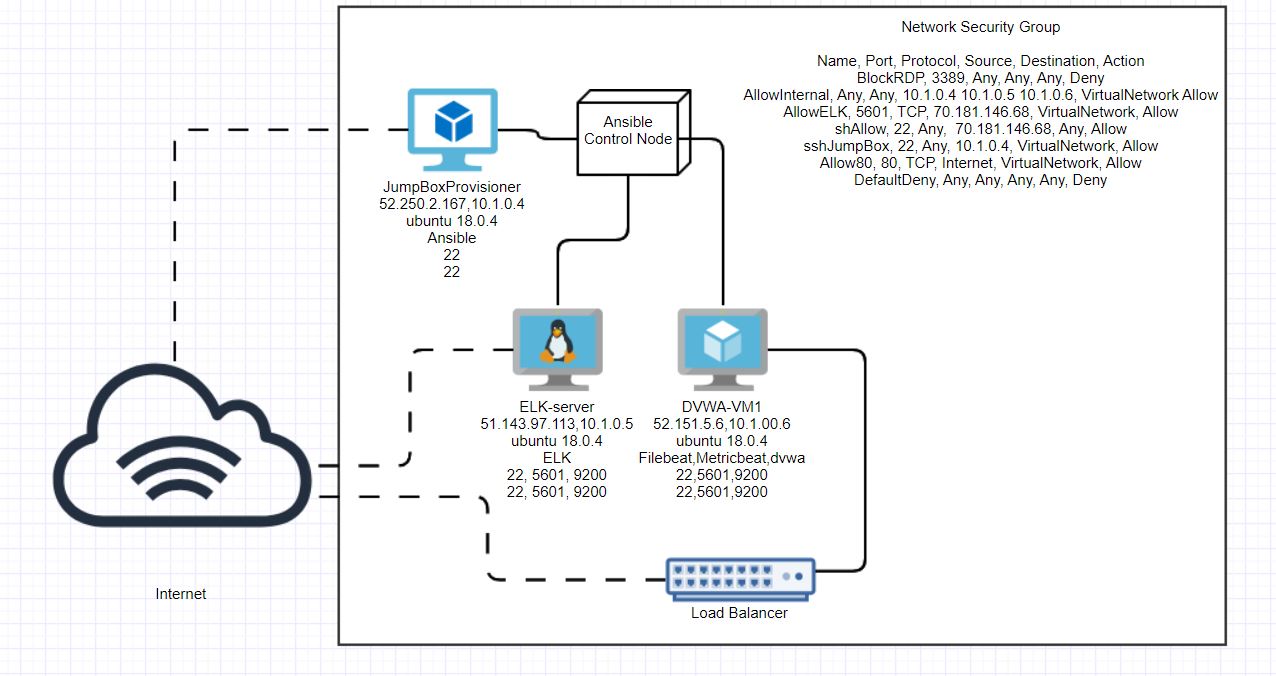 Network Security Group
Name, Port, Protocol, Source, Destination, Action
BlockRDP, 3389, Any, Any, Any, Deny
AllowInternal, Any, Any, 10.1.0.4 10.1.0.5 10.1.0.6, VirtualNetwork Allow
AllowELK, 5601, TCP, 70.181.146.68, VirtualNetwork, Allow
shAllow, 22, Any, 70.181.146.68, Any, Allow
sshJumpBox, 22, Any, 10.1.0.4, VirtualNetwork, Allow
Allow80, 80, TCP, Internet, VirtualNetwork, Allow
DefaultDeny, Any, Any, Any, Any, Deny
Ansible
Control Node
JumpBoxProvisioner
52.250.2.167,10.1.0.4
ubuntu 18.0.4
Ansible
22
22
ELK-server
51.143.97.113,10.1.0.5
ubuntu 18.0.4
ELK
22, 5601, 9200
22, 5601, 9200
DVWA-VM1
52.151.5.6,10.1.00.6
ubuntu 18.0.4
Filebeat,Metricbeat,dvwa
22,5601,9200
22,5601,9200
Internet
Load Balancer